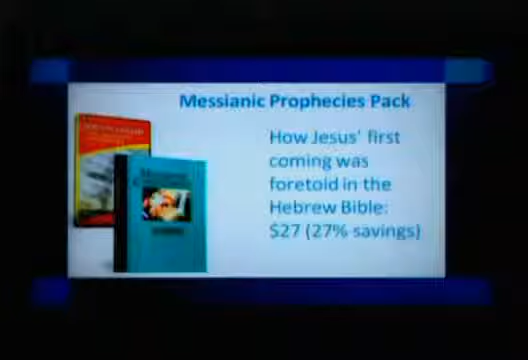 Messianic Prophecies Pack
How Jesus' first
coming was
foretold in the
Hebrew Bible:
$27 (27% savings)